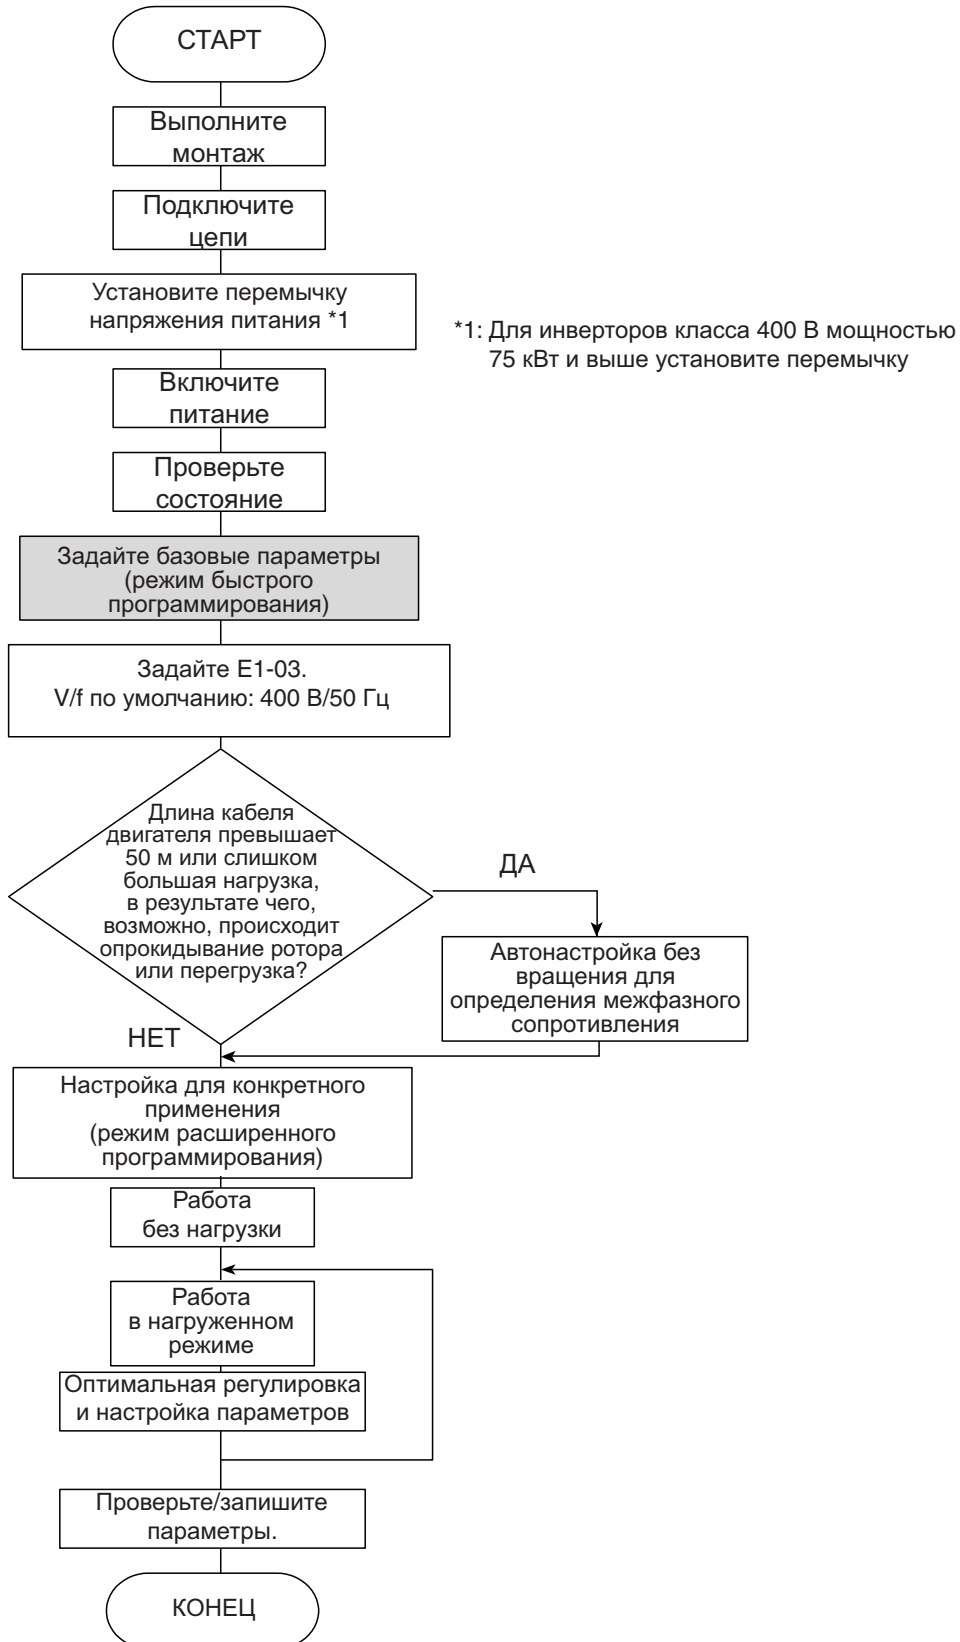 СТАРТ
Выполните
монтаж
Подключите
цепи
Установите перемычку
напряжения питания *1
*1: Для инверторов класса 400 В мощностью
75 кВт и выше установите перемычку
Включите
питание
Проверьте
состояние
Задайте базовые параметры
(режим быстрого
программирования)
Задайте E1-03.
V/f по умолчанию: 400 В/50 Гц
Длина кабеля
двигателя превышает
50 м или слишком
большая нагрузка,
в результате чего,
возможно, происходит
опрокидывание ротора
или перегрузка?
ДА
Автонастройка без
вращения для
определения межфазного
сопротивления
НЕТ
Настройка для конкретного
применения
(режим расширенного
программирования)
Работа
без нагрузки
Работа
в нагруженном
режиме
Оптимальная регулировка
и настройка параметров
Проверьте/запишите
параметры.
КОНЕЦ